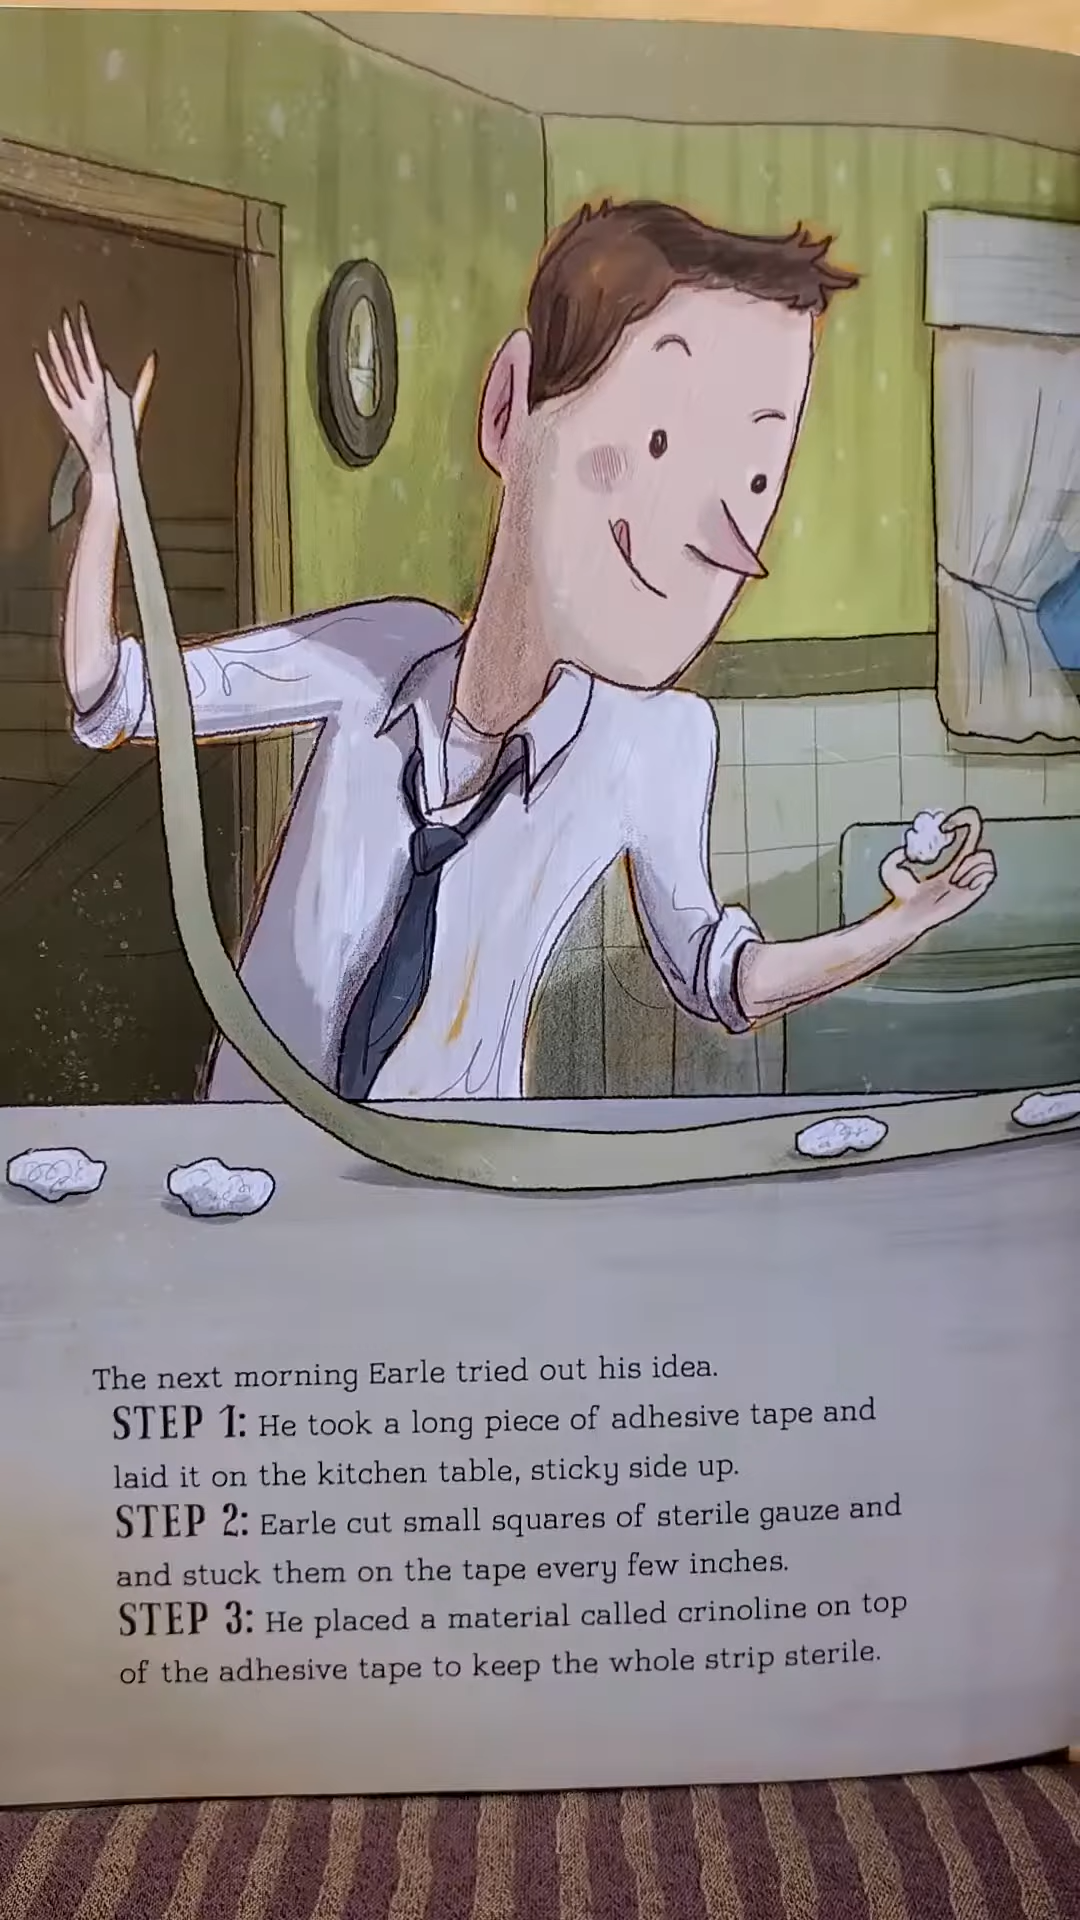 The next morning Earle tried out his idea.
STEP 1: He took a long piece of adhesive tape and
laid it on the kitchen table, sticky side up.
STEP 2: Earle cut small squares of sterile gauze and
and stuck them on the tape every few inches.
STEP 3: He placed a material called crinoline on top
of the adhesive tape to keep the whole strip sterile.